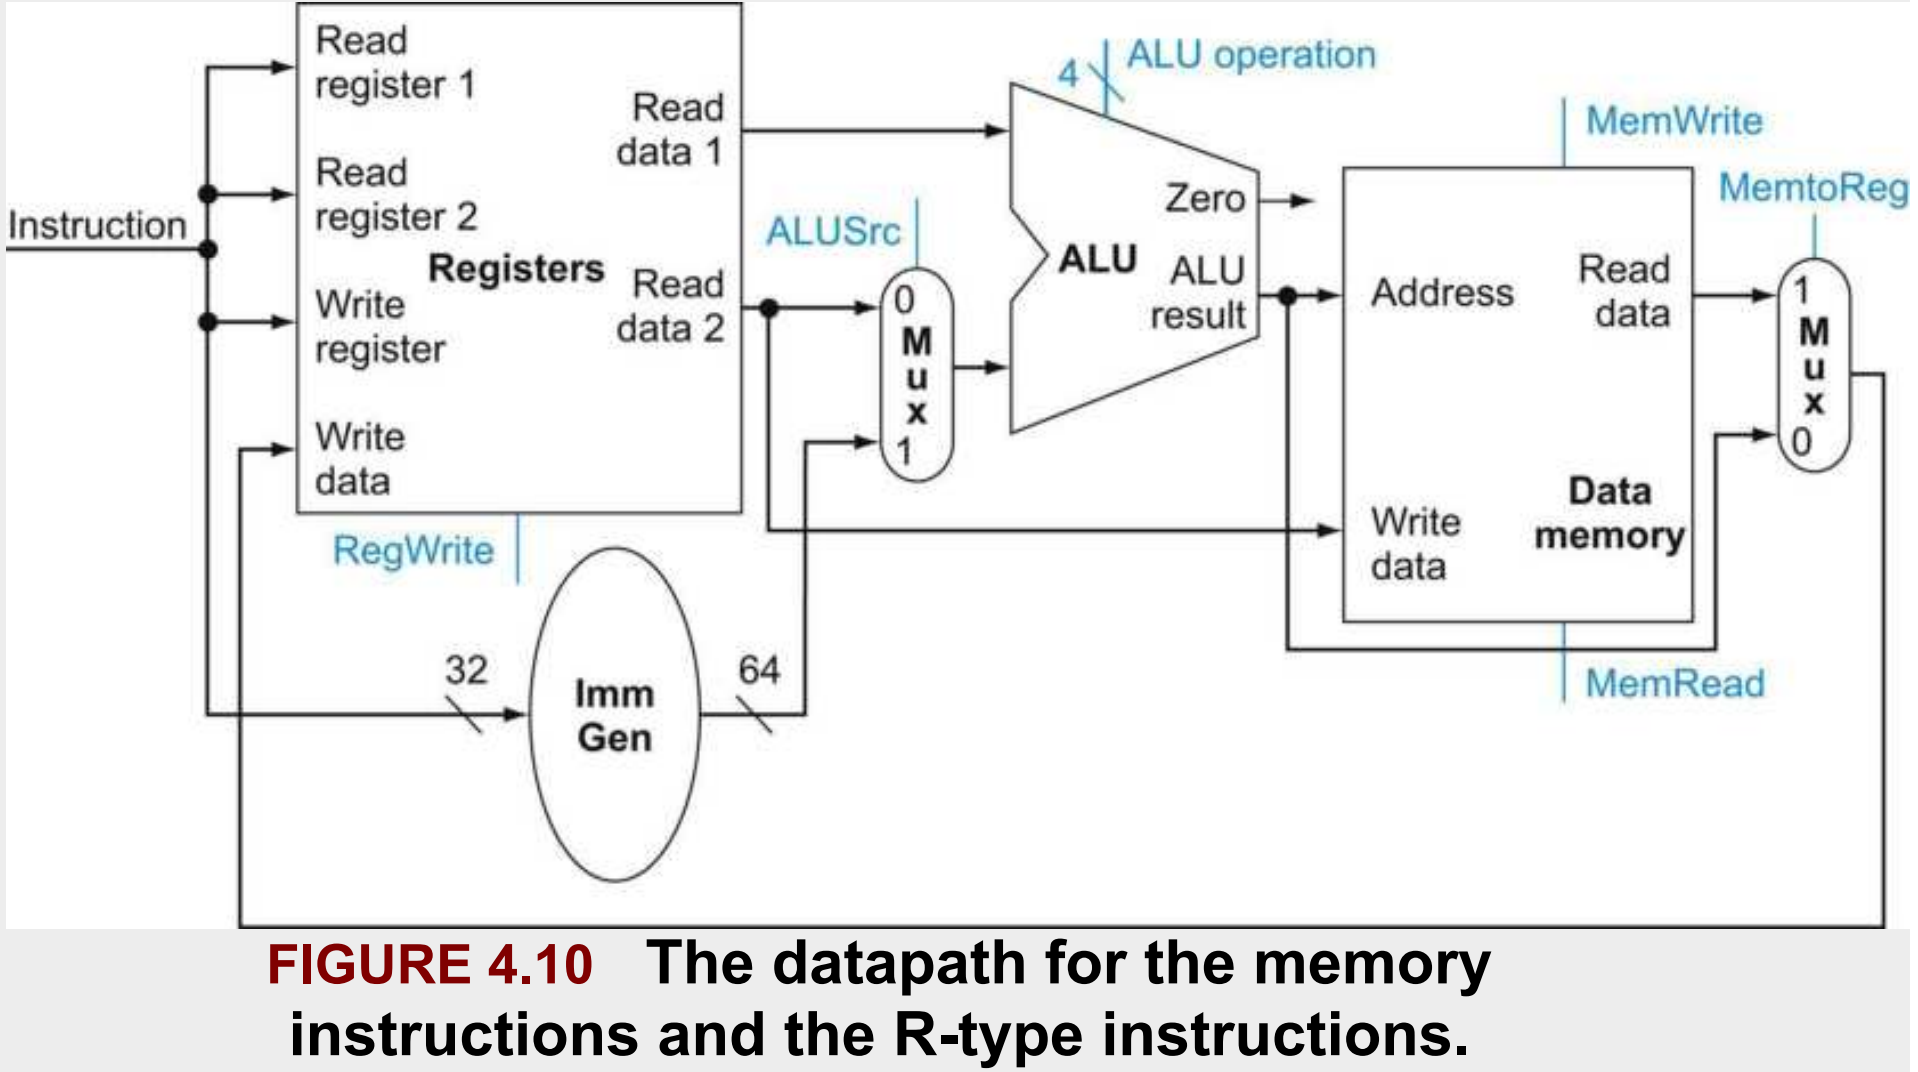 Read
register 1
Read
register 2
Registers
Write
register
Write
data
Read
data 1
Read
data 2
Instruction
RegWrite
32
Imm
Gen
64
ALUSrc
0
M
u
x
1
4
ALU operation
Zero
ALU
ALU
result
MemWrite
Address
Read
data
Write
data
Data
memory
MemRead
MemtoReg
1
M
u
x
0
FIGURE 4.10 The datapath for the memory
instructions and the R-type instructions.